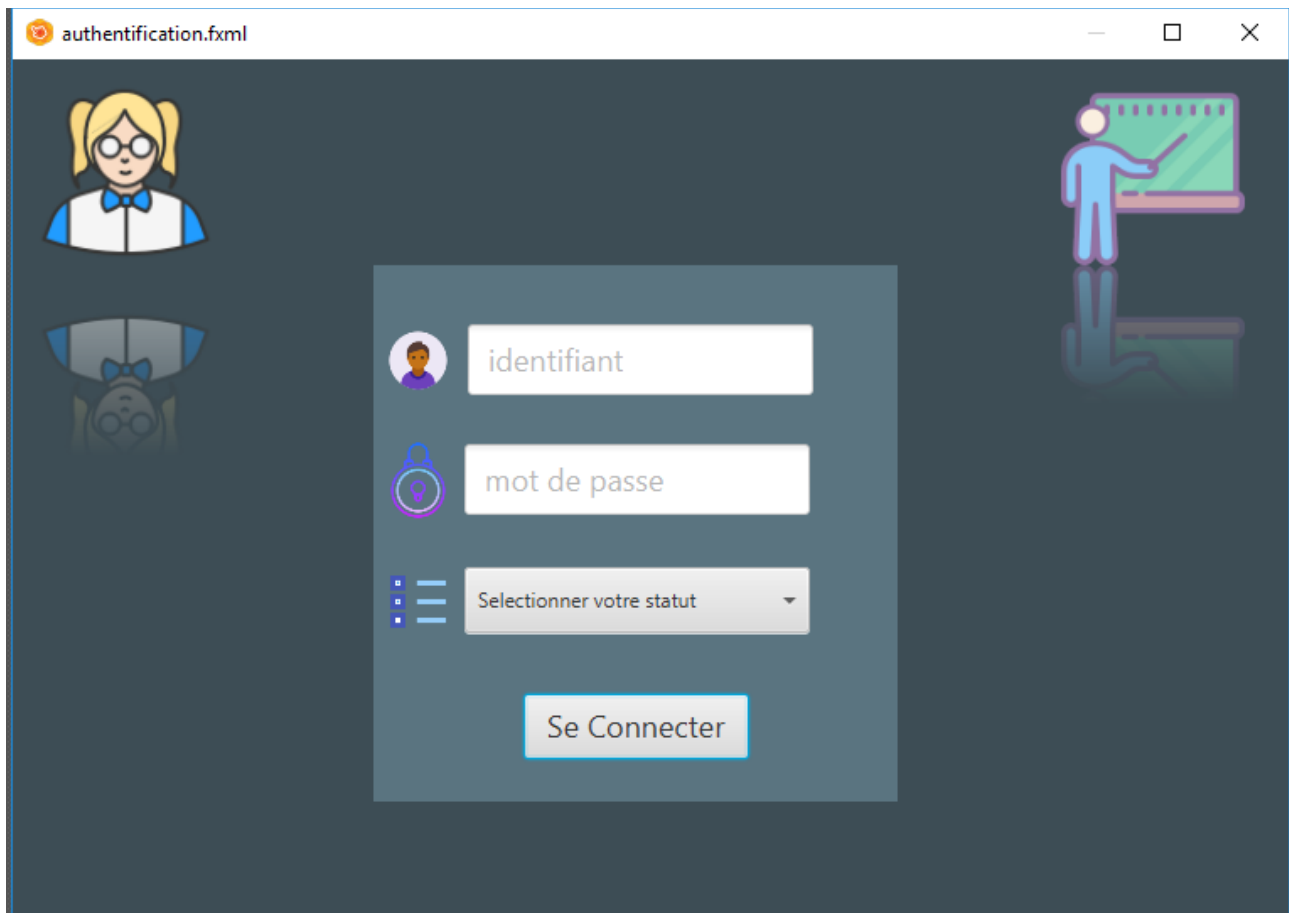 authentification.fxml
identifiant
mot de passe
Selectionner votre statut
Se Connecter